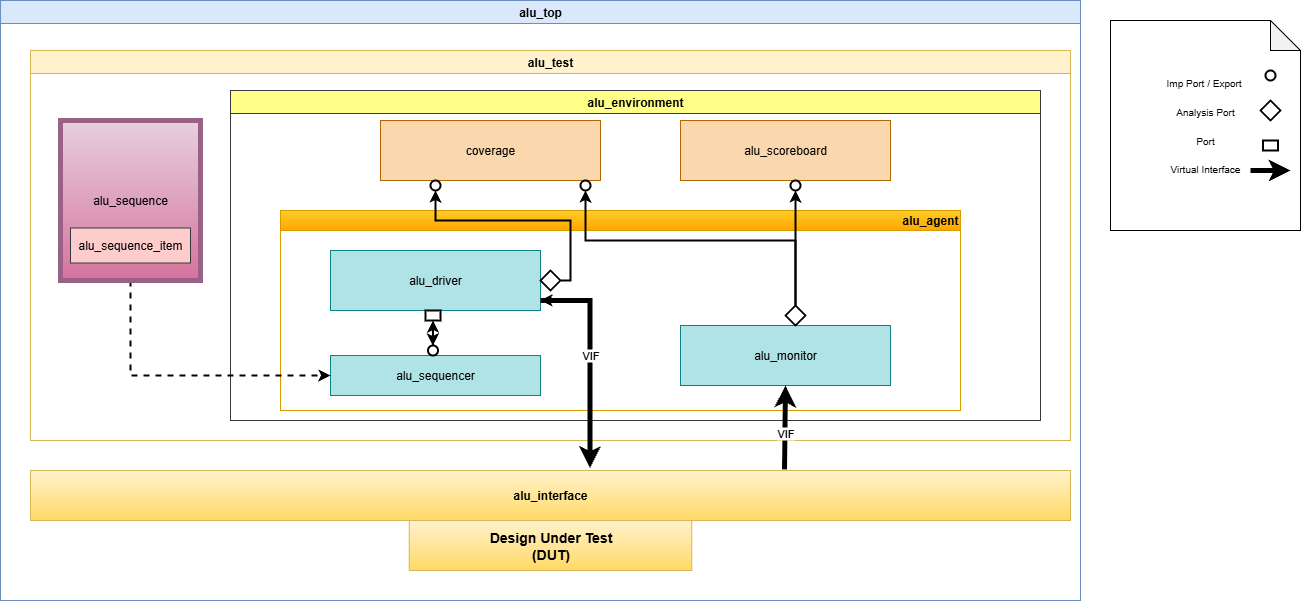 alu_top
alu_test
alu_environment
coverage
alu_scoreboard
alu_sequence
alu_sequence_item
alu_agent
alu_driver
alu_sequencer
VIF
alu_monitor
VIF
alu_interface
Design Under Test
(DUT)
Imp Port / Export
Analysis Port
Port
Virtual Interface